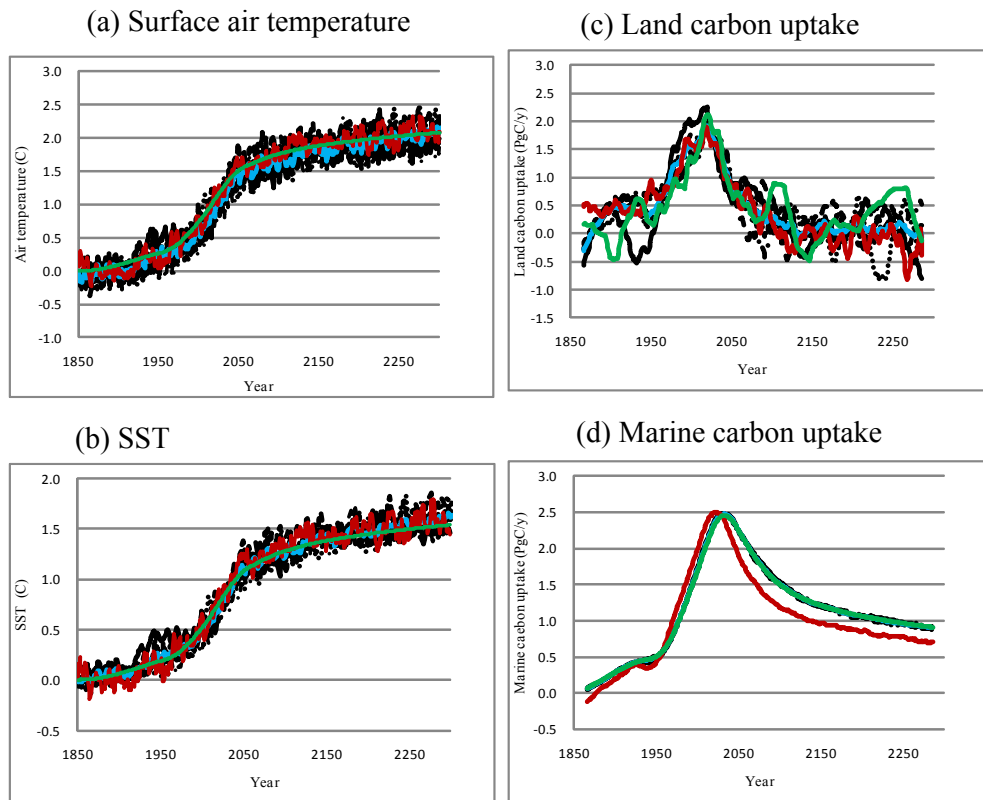 (a) Surface air temperature
3.0
2.5
2.0
1.5
1.0
0.5
0.0
-0.5
-1.0
Air temperature (C)
1850 1950 2050 2150 2250
Year
(c) Land carbon uptake
3.0
2.5
2.0
1.5
1.0
0.5
0.0
-0.5
-1.0
-1.5
Land caebon uptake (PgC/y)
1850 1950 2050 2150 2250
Year
(b) SST
2.0
1.5
1.0
0.5
0.0
-0.5
SST (C)
1850 1950 2050 2150 2250
Year
(d) Marine carbon uptake
3.0
2.5
2.0
1.5
1.0
0.5
0.0
-0.5
Marine caebon uptake (PgC/y)
1850 1950 2050 2150 2250
Year